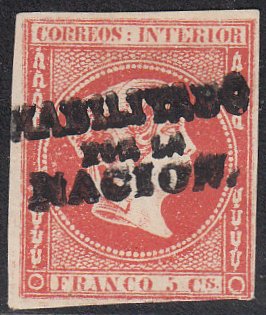 CORREOS: INTERIOR
HABILITADO
POR LA
NACION.
FRANCO 5 Cs.